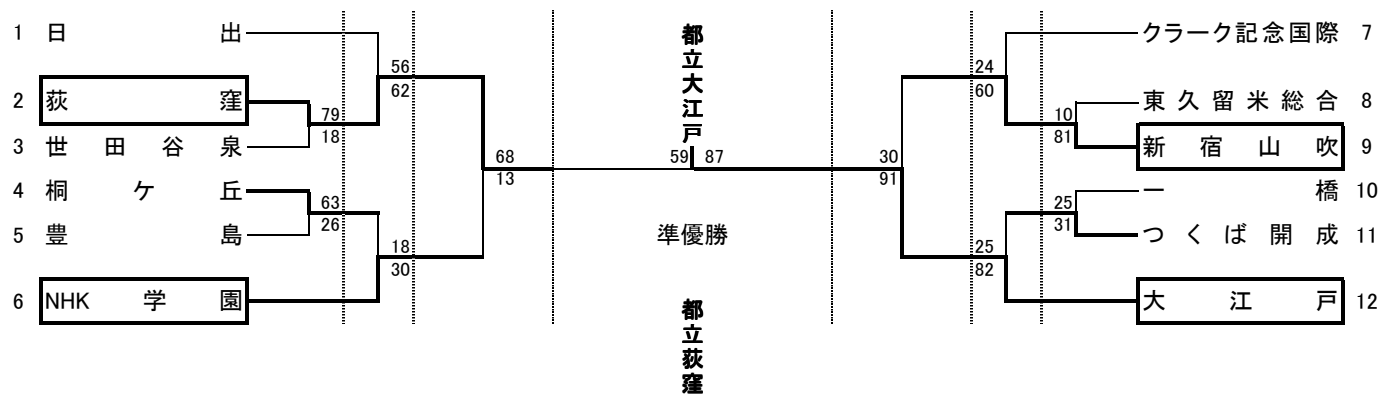 1 日出
56
62
2 荻窪
79
18
3 世田谷泉
68
13
4 桐ケ丘
63
26
5 豊島
18
30
6 NHK 学園
都立大江戸
59 87
準優勝
都立荻窪
クラーク記念国際 7
24
60
東久留米総合 8
10
81
新宿山吹 9
30
91
一橋 10
25
31
つくば開成 11
25
82
大江戸 12